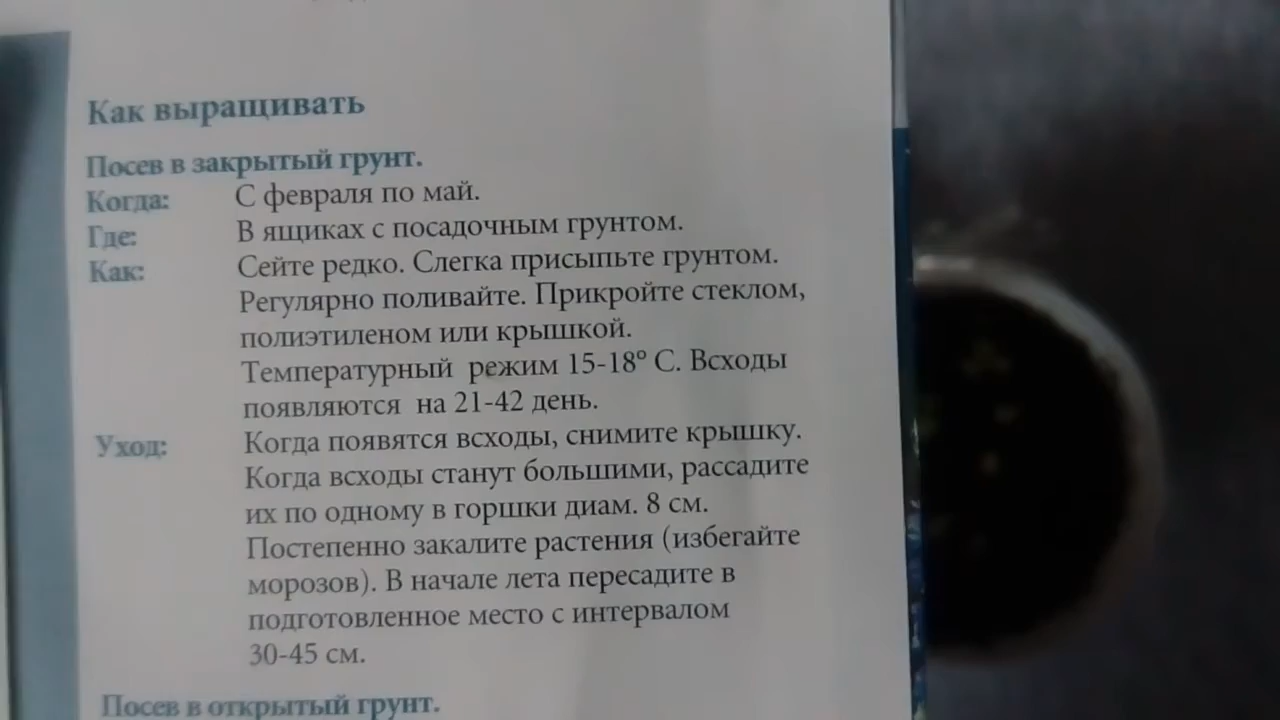 Как выращивать
Посев в закрытый грунт.
Когда: С февраля по май.
Где: В ящиках с посадочным грунтом.
Как: Сейте редко. Слегка присыпьте грунтом.
Регулярно поливайте. Прикройте стеклом,
полиэтиленом или крышкой.
Температурный режим 15-18º С. Всходы
появляются на 21-42 день.
Уход: Когда появятся всходы, снимите крышку.
Когда всходы станут большими, рассадите
их по одному в горшки диам. 8 см.
Постепенно закалите растения (избегайте
морозов). В начале лета пересадите в
подготовленное место с интервалом
30-45 см.
Посев в открытый грунт.